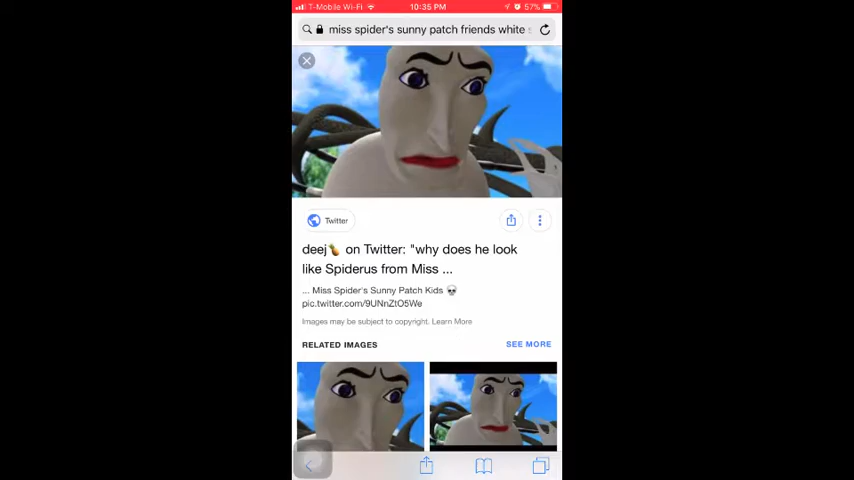 T-Mobile Wi-Fi 10:35 PM 57%
miss spider's sunny patch friends white
Twitter
deej🍍 on Twitter: "why does he look
like Spiderus from Miss ...
... Miss Spider's Sunny Patch Kids 💀
pic.twitter.com/9UNnZtO5We
Images may be subject to copyright. Learn More
RELATED IMAGES SEE MORE